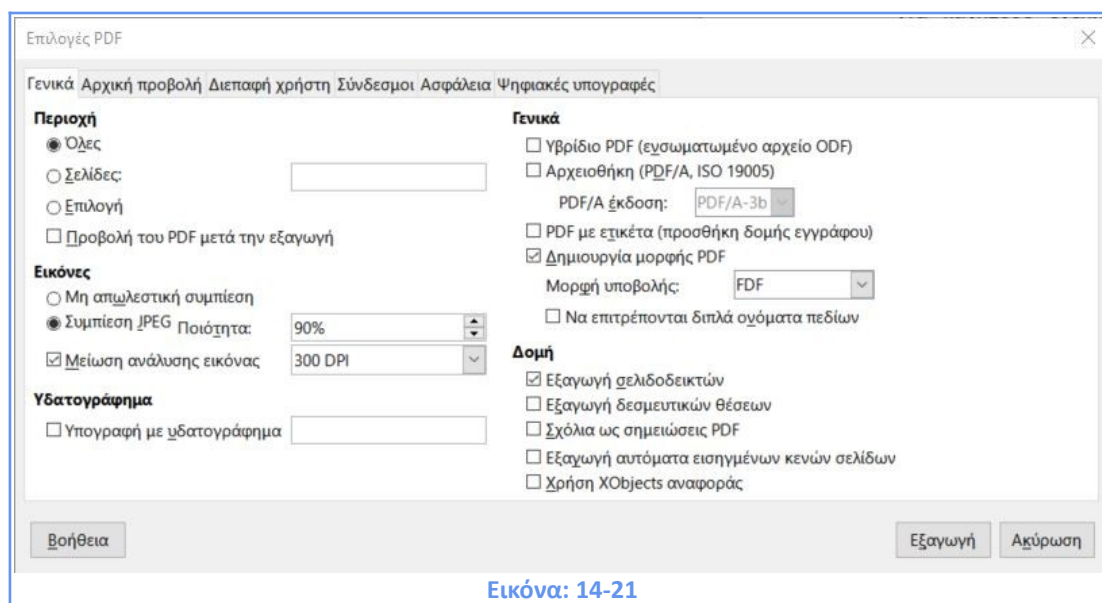 Επιλογές PDF
Γενικά Αρχική προβολή Διεπαφή χρήστη Σύνδεσμοι Ασφάλεια Ψηφιακές υπογραφές
Περιοχή
Όλες
Σελίδες:
Επιλογή
Προβολή του PDF μετά την εξαγωγή
Εικόνες
Μη απωλεστική συμπίεση
Συμπίεση JPEG Ποιότητα: 90%
Μείωση ανάλυσης εικόνας 300 DPI
Υδατογράφημα
Υπογραφή με υδατογράφημα
Γενικά
Υβρίδιο PDF (ενσωματωμένο αρχείο ODF)
Αρχειοθήκη (PDF/A, ISO 19005)
PDF/A έκδοση: PDF/A-3b
PDF με ετικέτα (προσθήκη δομής εγγράφου)
Δημιουργία μορφής PDF
Μορφή υποβολής: FDF
Να επιτρέπονται διπλά ονόματα πεδίων
Δομή
Εξαγωγή σελιδοδεικτών
Εξαγωγή δεσμευτικών θέσεων
Σχόλια ως σημειώσεις PDF
Εξαγωγή αυτόματα εισηγμένων κενών σελίδων
Χρήση XObjects αναφοράς
Βοήθεια Εξαγωγή Ακύρωση
Εικόνα: 14-21